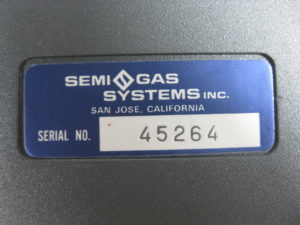 SEMI GAS
SYSTEMS INC.
SAN JOSE, CALIFORNIA
SERIAL NO. 45264